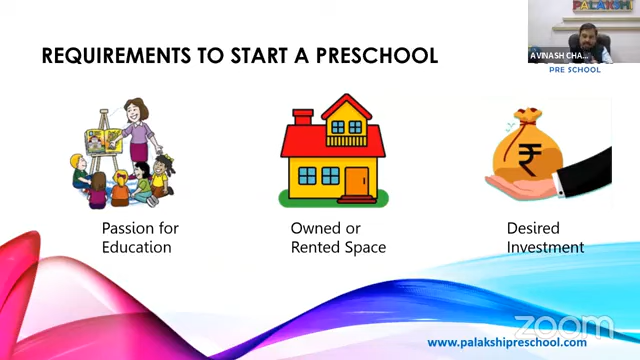 PALAKSHI
REQUIREMENTS TO START A PRESCHOOL
AVINASH CHA...
PRE SCHOOL
₹
Passion for
Education
Owned or
Rented Space
Desired
Investment
zoom
www.palakshipreschool.com